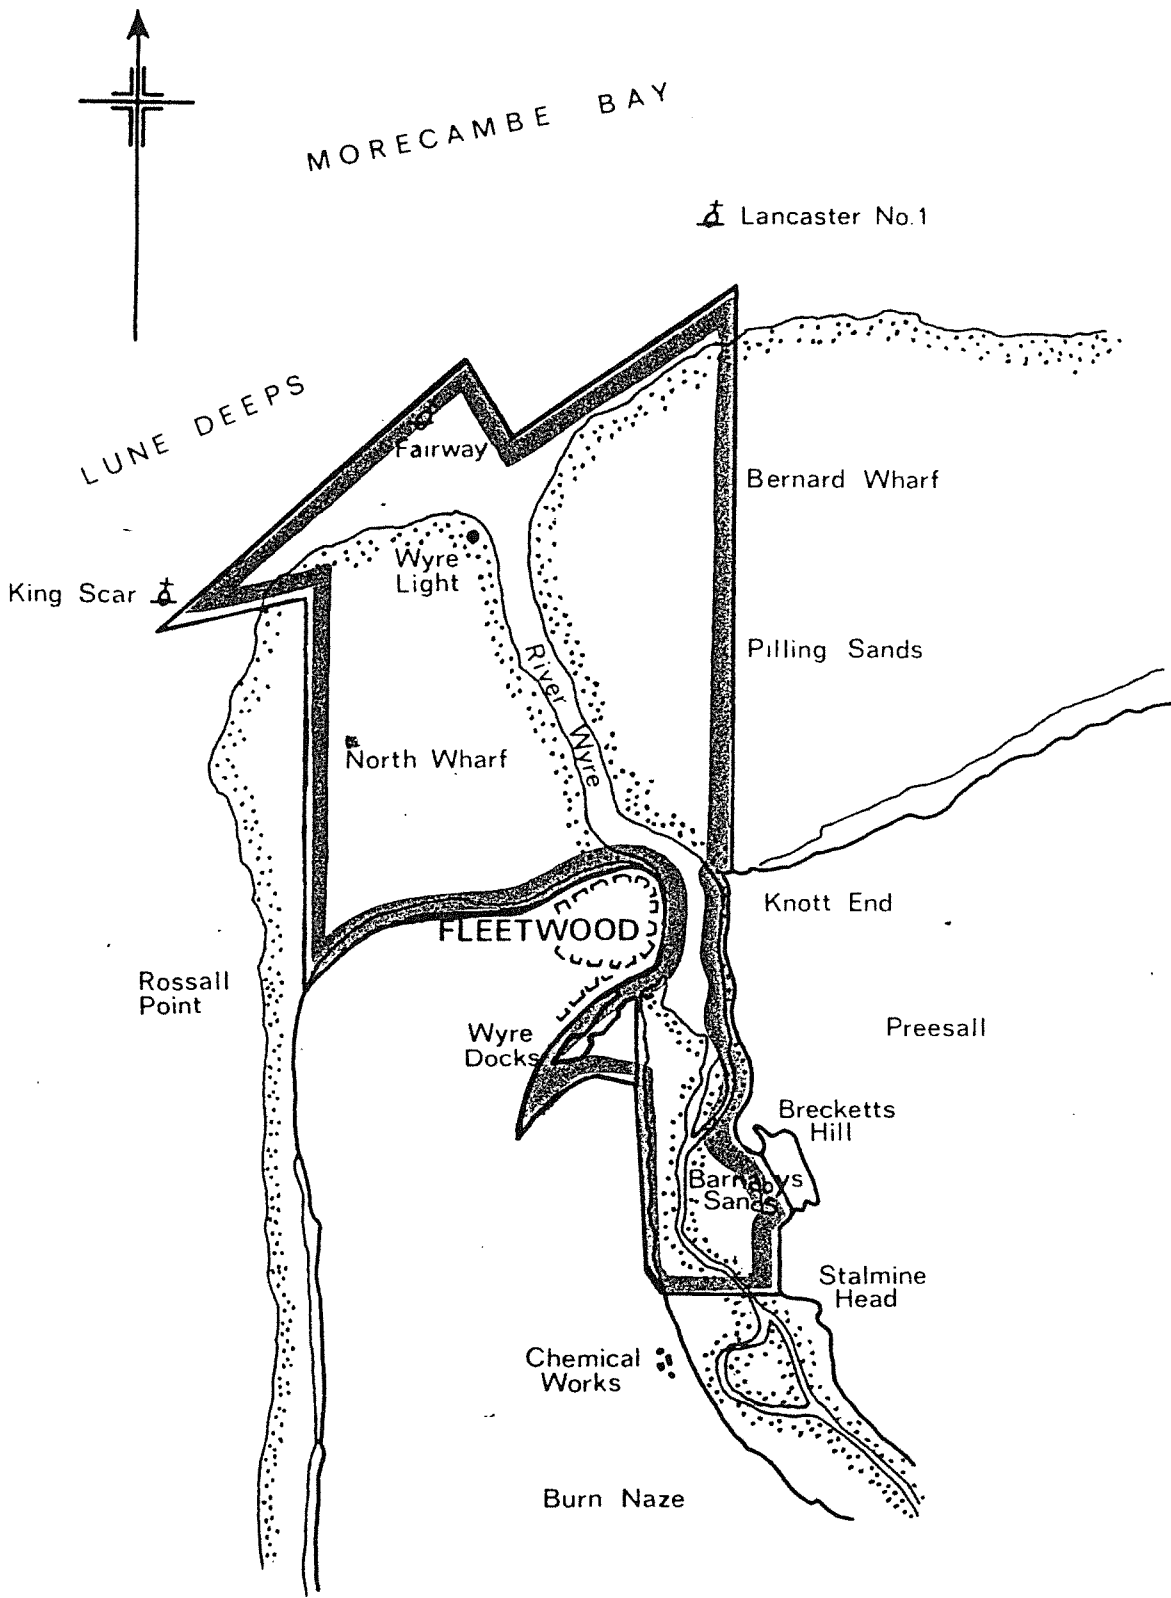 MORECAMBE BAY
Lancaster No.1
LUNE DEEPS
Fairway
Bernard Wharf
Wyre
Light
King Scar
River Wyre
Pilling Sands
North Wharf
Knott End
FLEETWOOD
Rossall
Point
Wyre
Docks
Preesall
Brecketts
Hill
Barnabys
Sands
Stalmine
Head
Chemical
Works
Burn Naze